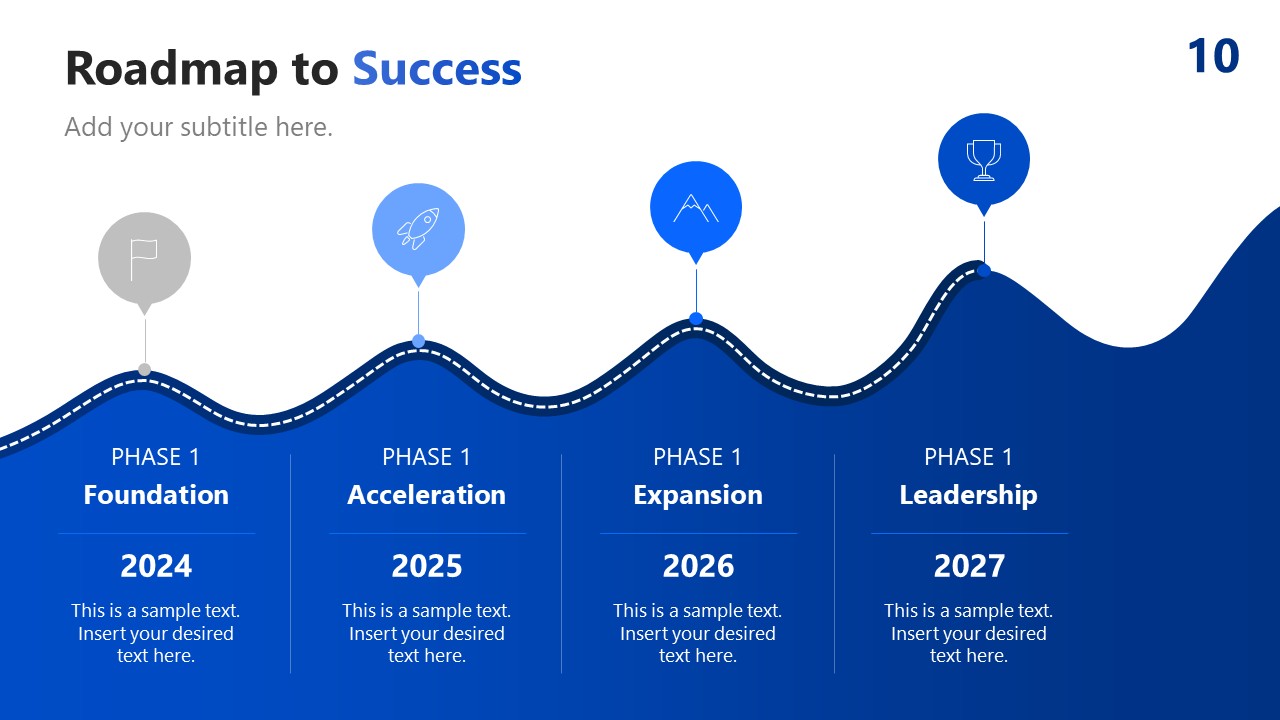 Roadmap to Success
10
Add your subtitle here.
PHASE 1
Foundation
2024
This is a sample text.
Insert your desired
text here.
PHASE 1
Acceleration
2025
This is a sample text.
Insert your desired
text here.
PHASE 1
Expansion
2026
This is a sample text.
Insert your desired
text here.
PHASE 1
Leadership
2027
This is a sample text.
Insert your desired
text here.